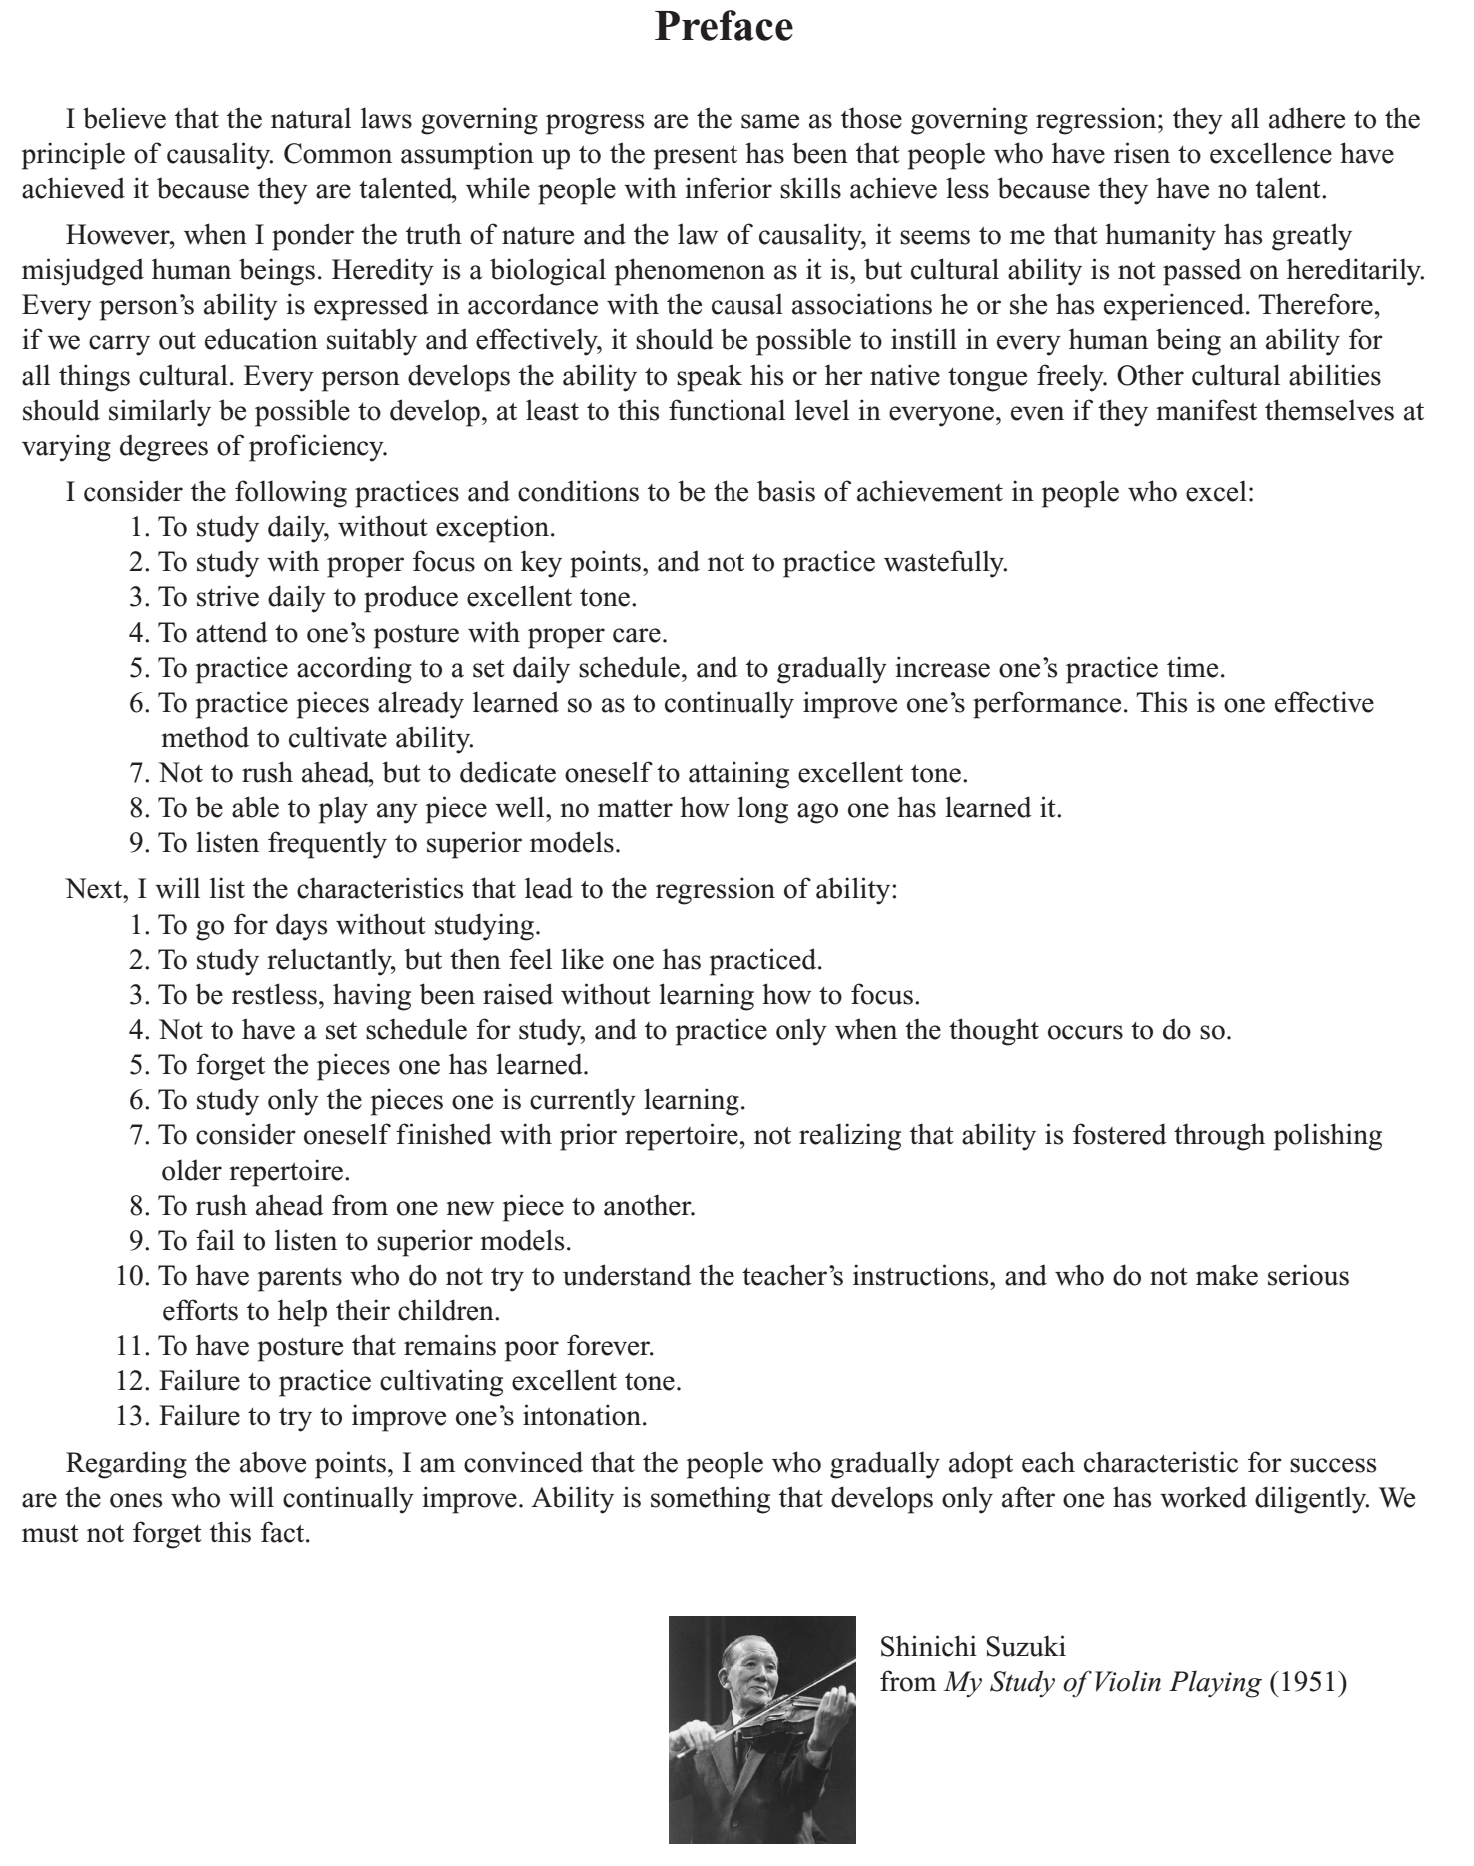 Preface
I believe that the natural laws governing progress are the same as those governing regression; they all adhere to the
principle of causality. Common assumption up to the present has been that people who have risen to excellence have
achieved it because they are talented, while people with inferior skills achieve less because they have no talent.
However, when I ponder the truth of nature and the law of causality, it seems to me that humanity has greatly
misjudged human beings. Heredity is a biological phenomenon as it is, but cultural ability is not passed on hereditarily.
Every person’s ability is expressed in accordance with the causal associations he or she has experienced. Therefore,
if we carry out education suitably and effectively, it should be possible to instill in every human being an ability for
all things cultural. Every person develops the ability to speak his or her native tongue freely. Other cultural abilities
should similarly be possible to develop, at least to this functional level in everyone, even if they manifest themselves at
varying degrees of proficiency.
I consider the following practices and conditions to be the basis of achievement in people who excel:
1. To study daily, without exception.
2. To study with proper focus on key points, and not to practice wastefully.
3. To strive daily to produce excellent tone.
4. To attend to one’s posture with proper care.
5. To practice according to a set daily schedule, and to gradually increase one’s practice time.
6. To practice pieces already learned so as to continually improve one’s performance. This is one effective
method to cultivate ability.
7. Not to rush ahead, but to dedicate oneself to attaining excellent tone.
8. To be able to play any piece well, no matter how long ago one has learned it.
9. To listen frequently to superior models.
Next, I will list the characteristics that lead to the regression of ability:
1. To go for days without studying.
2. To study reluctantly, but then feel like one has practiced.
3. To be restless, having been raised without learning how to focus.
4. Not to have a set schedule for study, and to practice only when the thought occurs to do so.
5. To forget the pieces one has learned.
6. To study only the pieces one is currently learning.
7. To consider oneself finished with prior repertoire, not realizing that ability is fostered through polishing
older repertoire.
8. To rush ahead from one new piece to another.
9. To fail to listen to superior models.
10. To have parents who do not try to understand the teacher’s instructions, and who do not make serious
efforts to help their children.
11. To have posture that remains poor forever.
12. Failure to practice cultivating excellent tone.
13. Failure to try to improve one’s intonation.
Regarding the above points, I am convinced that the people who gradually adopt each characteristic for success
are the ones who will continually improve. Ability is something that develops only after one has worked diligently. We
must not forget this fact.
Shinichi Suzuki
from My Study of Violin Playing (1951)